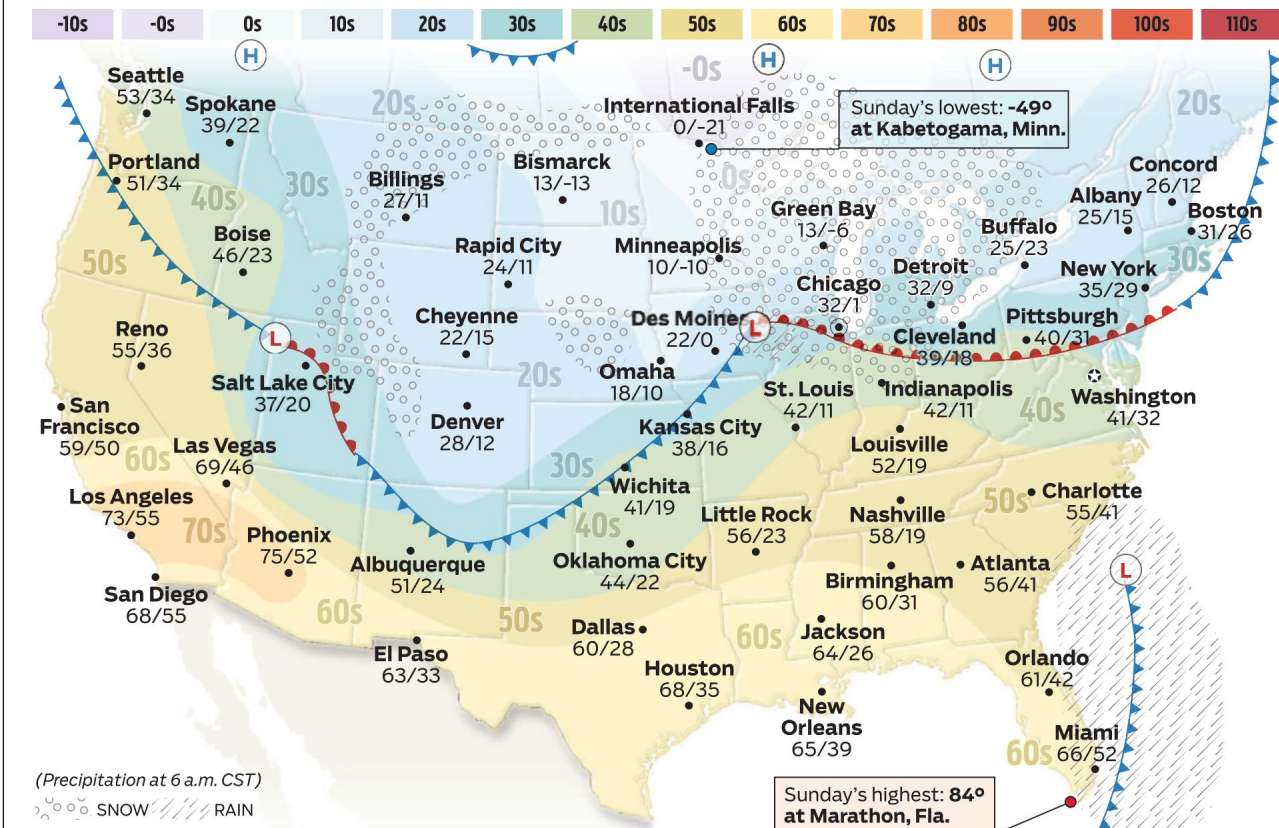 -10s -0s 0s 10s 20s 30s 40s 50s 60s 70s 80s 90s 100s 110s
H
H
H
-0s
Seattle
53/34
Spokane
39/22
20s
International Falls
0/-21
Sunday's lowest: -49º
at Kabetogama, Minn.
20s
Portland
51/34
40s
30s
Billings
27/11
Bismarck
13/-13
10s
0s
Green Bay
13/-6
Concord
26/12
Albany
25/15
Boston
31/26
Buffalo
25/23
50s
Boise
46/23
Rapid City
24/11
Minneapolis
10/-10
Chicago
32/1
Detroit
32/9
New York
35/29
30s
Reno
55/36
L
Cheyenne
22/15
Des Moines
22/0
L
Cleveland
39/18
Pittsburgh
40/31
Salt Lake City
37/20
20s
Omaha
18/10
St. Louis
42/11
Indianapolis
42/11
40s
Washington
41/32
San
Francisco
59/50
Las Vegas
69/46
60s
Denver
28/12
Kansas City
38/16
Louisville
52/19
30s
Los Angeles
73/55
70s
Phoenix
75/52
Wichita
41/19
Little Rock
56/23
Nashville
58/19
50s
Charlotte
55/41
40s
Albuquerque
51/24
Oklahoma City
44/22
Birmingham
60/31
Atlanta
56/41
L
San Diego
68/55
60s
50s
Dallas
60/28
60s
Jackson
64/26
El Paso
63/33
Houston
68/35
Orlando
61/42
New
Orleans
65/39
60s
Miami
66/52
(Precipitation at 6 a.m. CST)
SNOW RAIN
Sunday's highest: 84º
at Marathon, Fla.